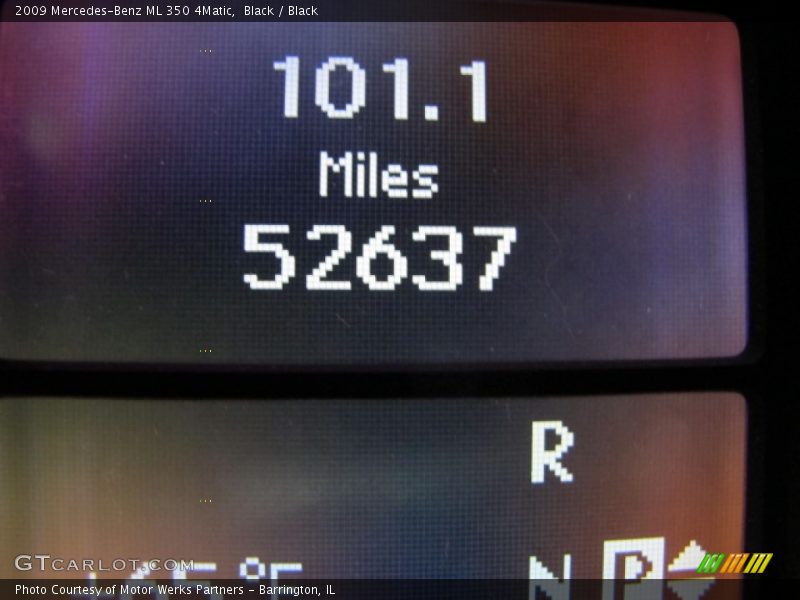 2009 Mercedes-Benz ML 350 4Matic,  Black / Black
101.1
Miles
52637
R
°F
N P
GTCARLOT.COM
Photo Courtesy of Motor Werks Partners - Barrington, IL